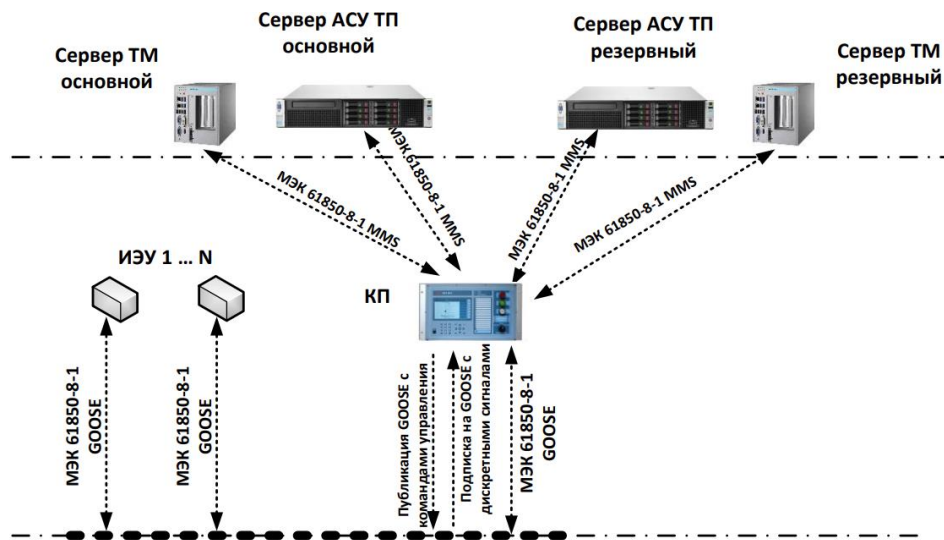 Сервер ТМ
основной
Сервер АСУ ТП
основной
Сервер АСУ ТП
резервный
Сервер ТМ
резервный
МЭК 61850-8-1 MMS
МЭК 61850-8-1 MMS
МЭК 61850-8-1 MMS
МЭК 61850-8-1 MMS
ИЭУ 1 ... N
КП
МЭК 61850-8-1
GOOSE
МЭК 61850-8-1
GOOSE
Публикация GOOSE с
командами управления
Подписка на GOOSE с
дискретными сигналами
МЭК 61850-8-1
GOOSE